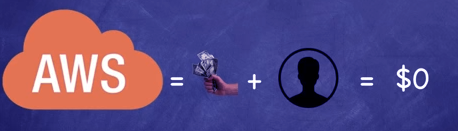 AWS = + = $0